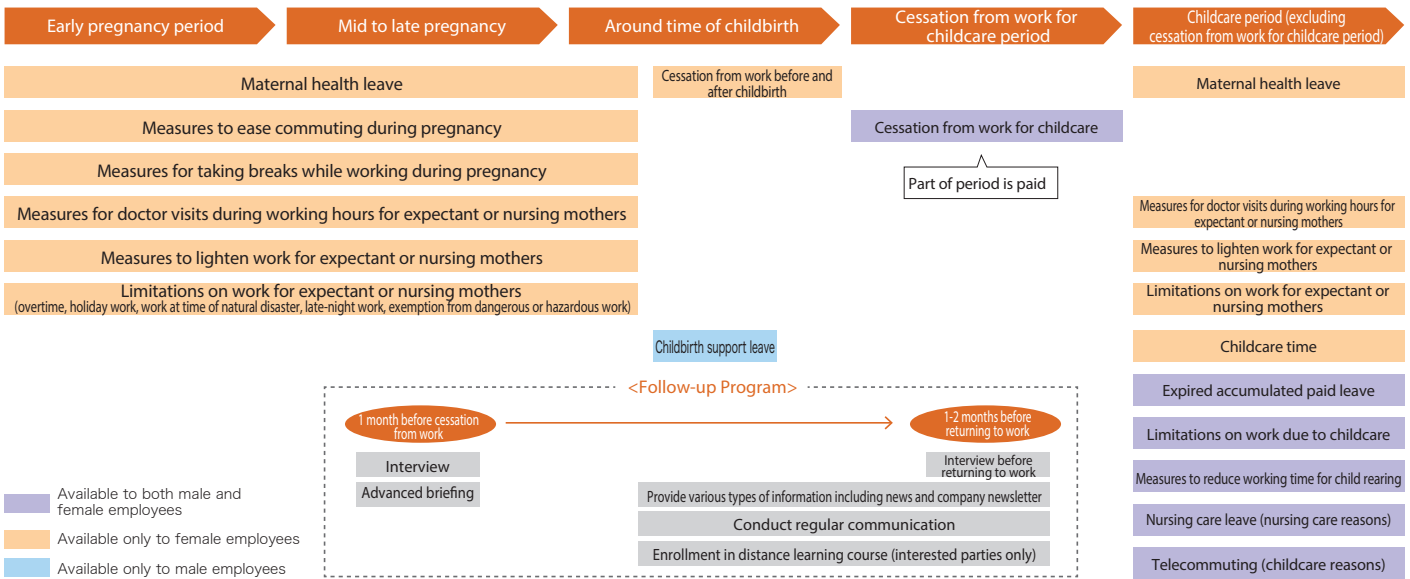 Early pregnancy period
Mid to late pregnancy
Around time of childbirth
Cessation from work for
childcare period
Childcare period (excluding
cessation from work for childcare period)
Maternal health leave
Cessation from work before and
after childbirth
Maternal health leave
Measures to ease commuting during pregnancy
Cessation from work for childcare
Measures for taking breaks while working during pregnancy
Part of period is paid
Measures for doctor visits during working hours for expectant or nursing mothers
Measures for doctor visits during working hours for
expectant or nursing mothers
Measures to lighten work for expectant or nursing mothers
Measures to lighten work for expectant or
nursing mothers
Limitations on work for expectant or nursing mothers
(overtime, holiday work, work at time of natural disaster, late-night work, exemption from dangerous or hazardous work)
Limitations on work for expectant or
nursing mothers
Childbirth support leave
Childcare time
<Follow-up Program>
Expired accumulated paid leave
1 month before cessation
from work
1-2 months before
returning to work
Limitations on work due to childcare
Interview
Interview before
returning to work
Measures to reduce working time for child rearing
Advanced briefing
Provide various types of information including news and company newsletter
Conduct regular communication
Nursing care leave (nursing care reasons)
Enrollment in distance learning course (interested parties only)
Telecommuting (childcare reasons)
Available to both male and
female employees
Available only to female employees
Available only to male employees